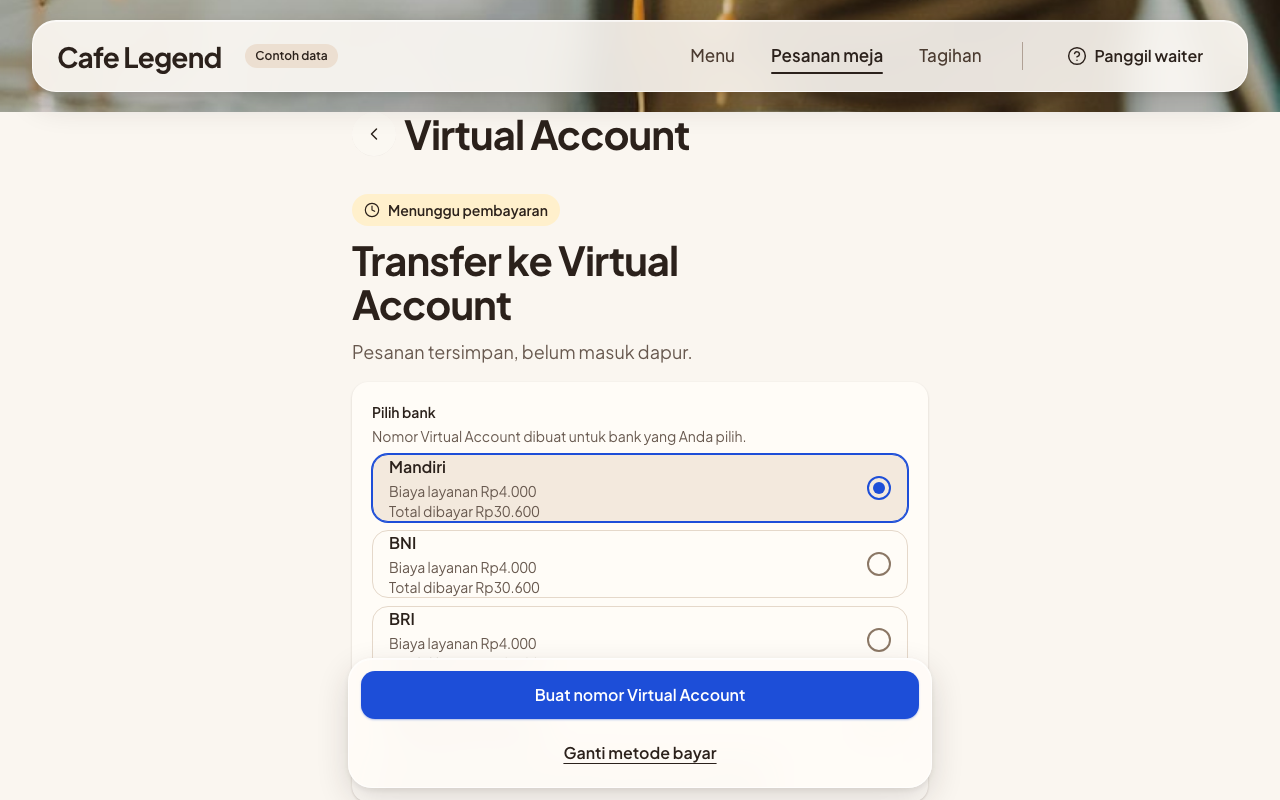 Cafe Legend
Contoh data
Menu
Pesanan meja
Tagihan
Panggil waiter
Virtual Account
Menunggu pembayaran
Transfer ke Virtual
Account
Pesanan tersimpan, belum masuk dapur.
Pilih bank
Nomor Virtual Account dibuat untuk bank yang Anda pilih.
Mandiri
Biaya layanan Rp4.000
Total dibayar Rp30.600
BNI
Biaya layanan Rp4.000
Total dibayar Rp30.600
BRI
Biaya layanan Rp4.000
Buat nomor Virtual Account
Ganti metode bayar